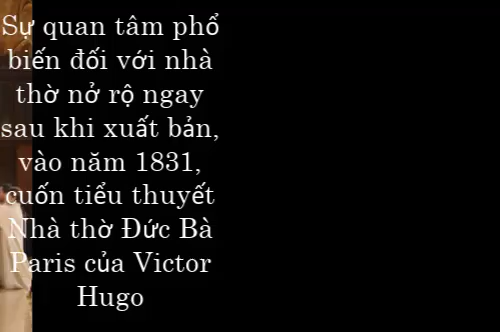 Sự quan tâm phổ
biến đối với nhà
thờ nở rộ ngay
sau khi xuất bản,
vào năm 1831,
cuốn tiểu thuyết
Nhà thờ Đức Bà
Paris của Victor
Hugo